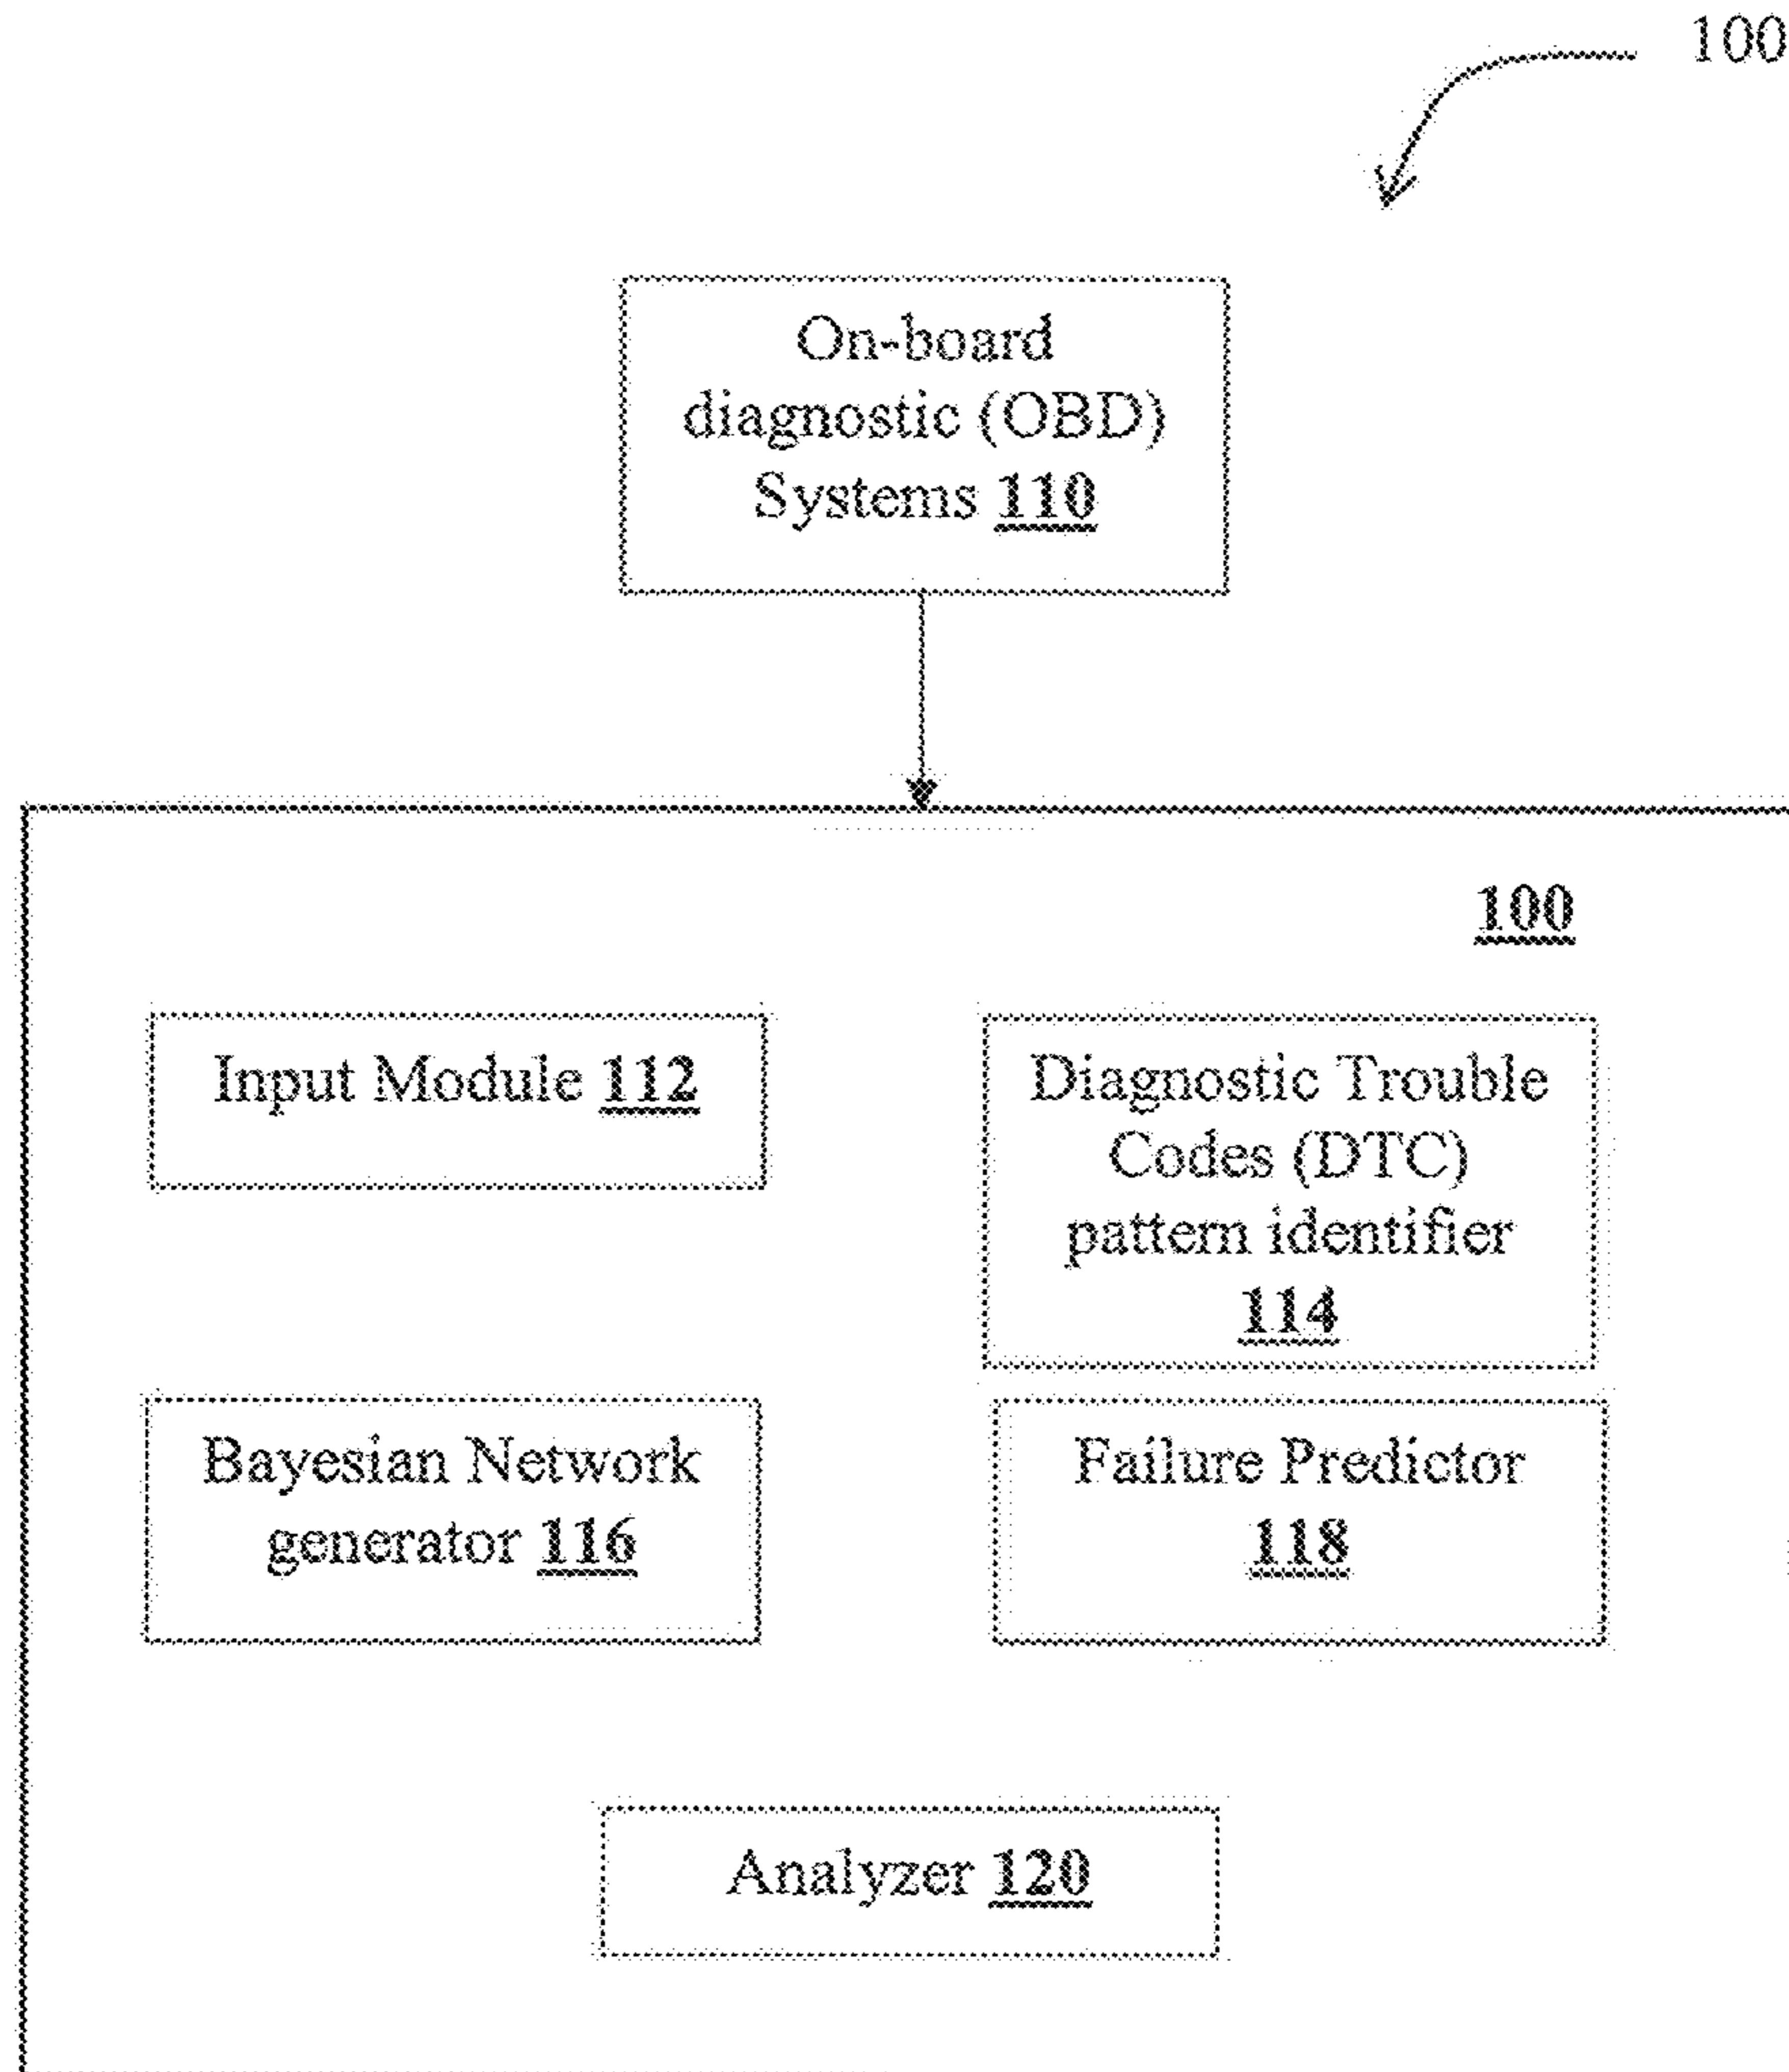 100
On-board
diagnostic (OBD)
Systems 110
100
Input Module 112
Diagnostic Trouble
Codes (DTC)
pattern identifier
114
Bayesian Network
generator 116
Failure Predictor
118
Analyzer 120